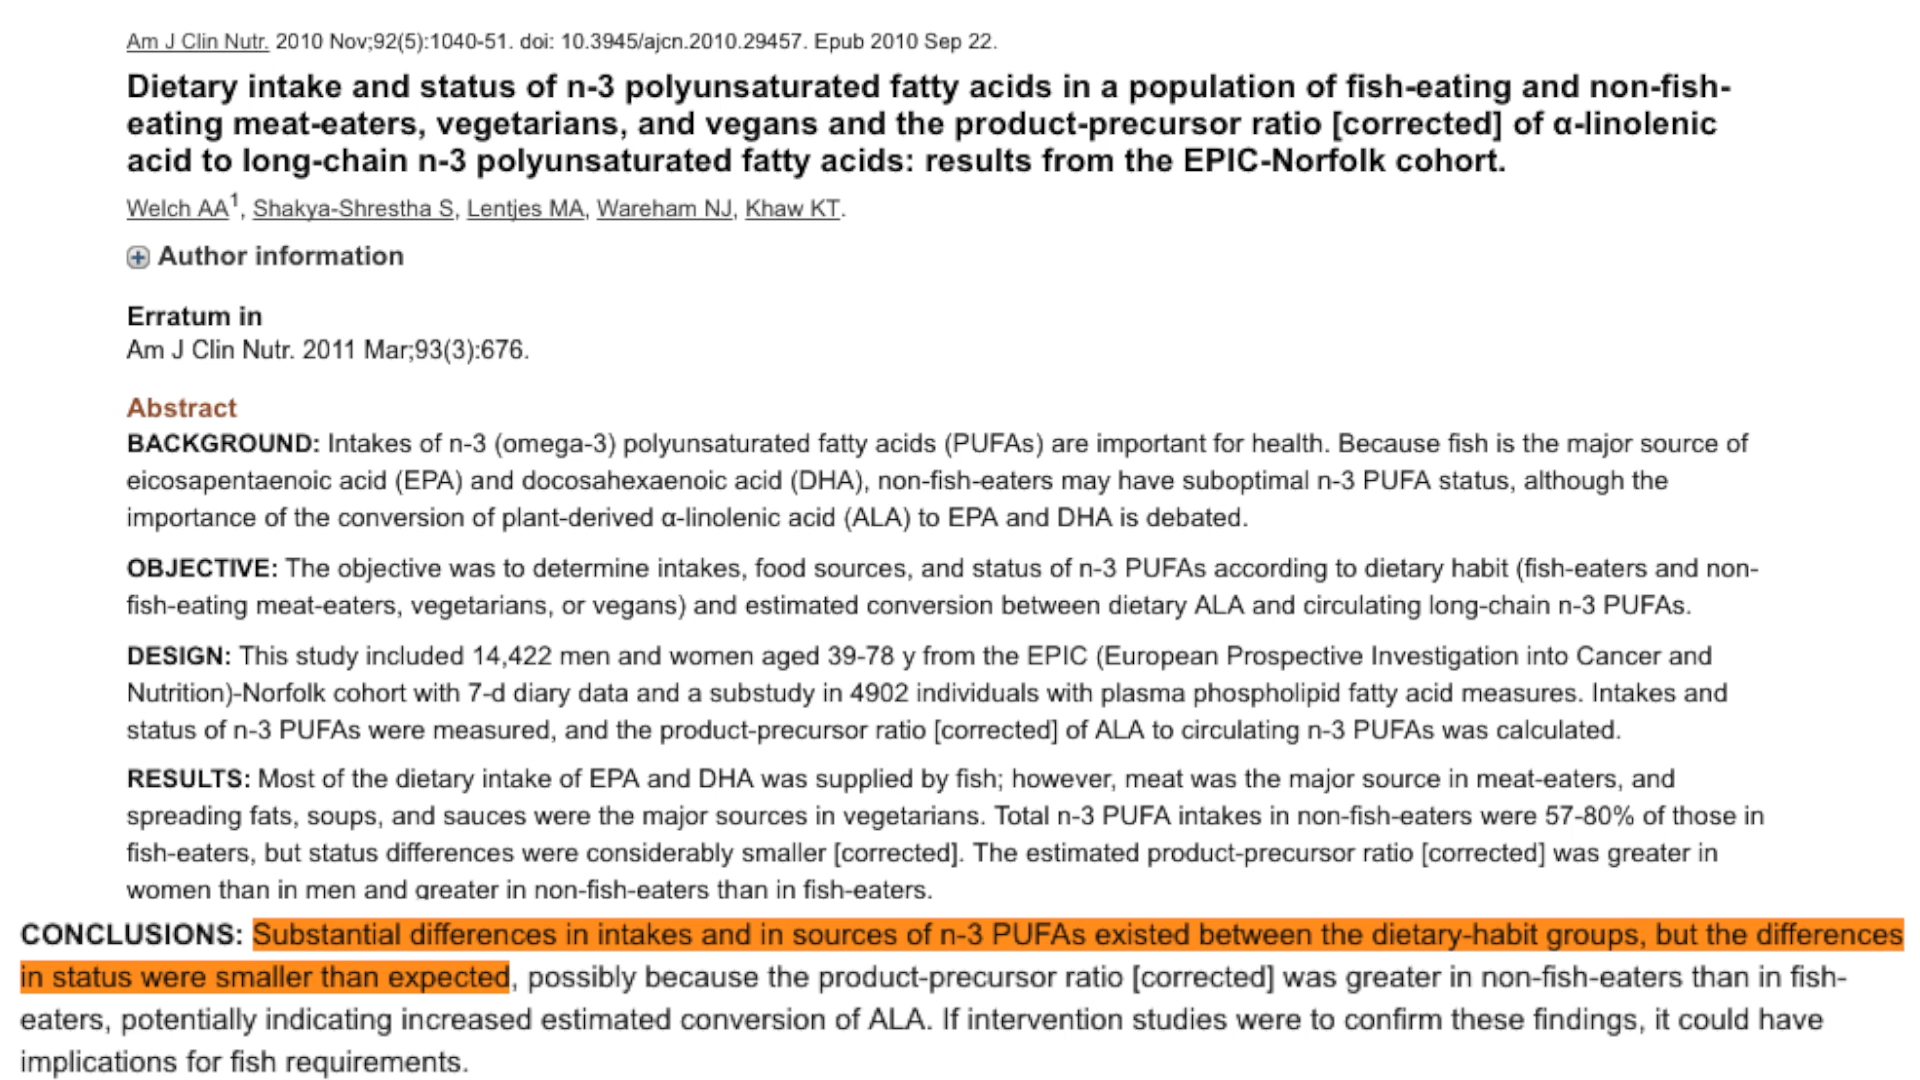 Am J Clin Nutr. 2010 Nov;92(5):1040-51. doi: 10.3945/ajcn.2010.29457. Epub 2010 Sep 22.
Dietary intake and status of n-3 polyunsaturated fatty acids in a population of fish-eating and non-fish-
eating meat-eaters, vegetarians, and vegans and the product-precursor ratio [corrected] of α-linolenic
acid to long-chain n-3 polyunsaturated fatty acids: results from the EPIC-Norfolk cohort.
Welch AA1, Shakya-Shrestha S, Lentjes MA, Wareham NJ, Khaw KT.
Author information
Erratum in
Am J Clin Nutr. 2011 Mar;93(3):676.
Abstract
BACKGROUND: Intakes of n-3 (omega-3) polyunsaturated fatty acids (PUFAs) are important for health. Because fish is the major source of
eicosapentaenoic acid (EPA) and docosahexaenoic acid (DHA), non-fish-eaters may have suboptimal n-3 PUFA status, although the
importance of the conversion of plant-derived α-linolenic acid (ALA) to EPA and DHA is debated.
OBJECTIVE: The objective was to determine intakes, food sources, and status of n-3 PUFAs according to dietary habit (fish-eaters and non-
fish-eating meat-eaters, vegetarians, or vegans) and estimated conversion between dietary ALA and circulating long-chain n-3 PUFAs.
DESIGN: This study included 14,422 men and women aged 39-78 y from the EPIC (European Prospective Investigation into Cancer and
Nutrition)-Norfolk cohort with 7-d diary data and a substudy in 4902 individuals with plasma phospholipid fatty acid measures. Intakes and
status of n-3 PUFAs were measured, and the product-precursor ratio [corrected] of ALA to circulating n-3 PUFAs was calculated.
RESULTS: Most of the dietary intake of EPA and DHA was supplied by fish; however, meat was the major source in meat-eaters, and
spreading fats, soups, and sauces were the major sources in vegetarians. Total n-3 PUFA intakes in non-fish-eaters were 57-80% of those in
fish-eaters, but status differences were considerably smaller [corrected]. The estimated product-precursor ratio [corrected] was greater in
women than in men and greater in non-fish-eaters than in fish-eaters.
CONCLUSIONS: Substantial differences in intakes and in sources of n-3 PUFAs existed between the dietary-habit groups, but the differences
in status were smaller than expected, possibly because the product-precursor ratio [corrected] was greater in non-fish-eaters than in fish-
eaters, potentially indicating increased estimated conversion of ALA. If intervention studies were to confirm these findings, it could have
implications for fish requirements.